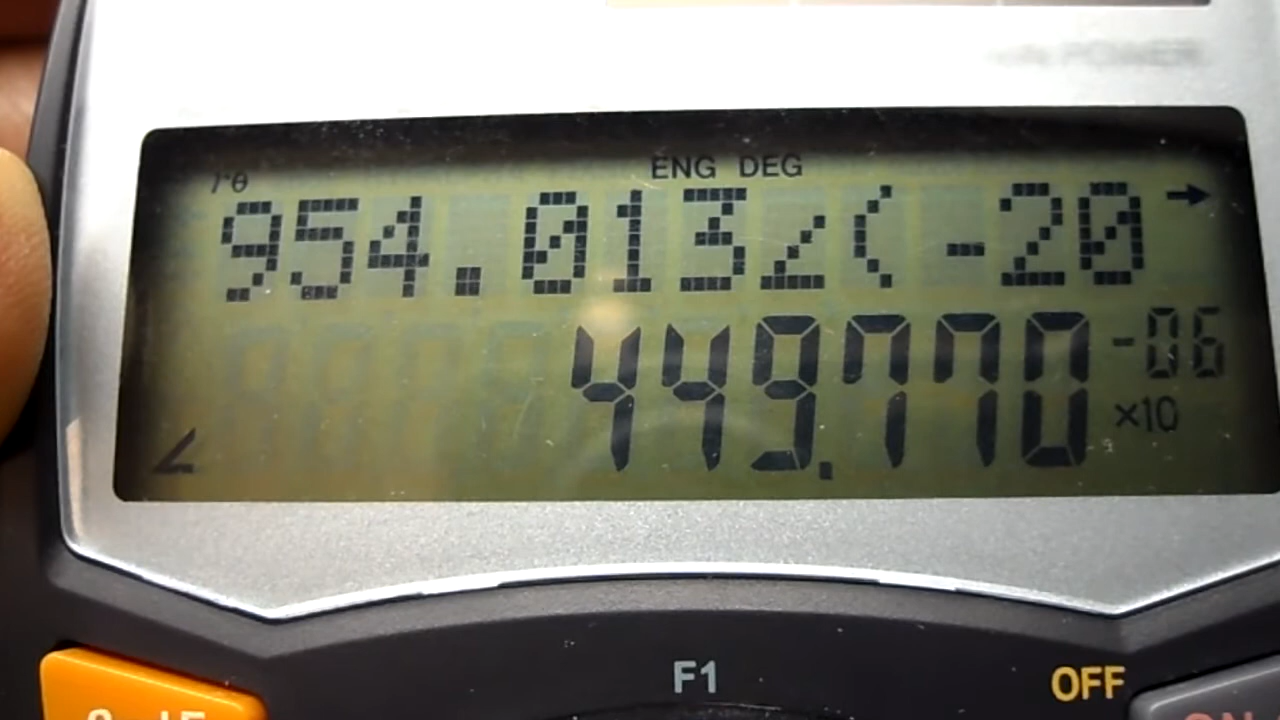 rθ ENG DEG
954.013∠(-20→
∠ 449.770 ×10 -06
F1
OFF